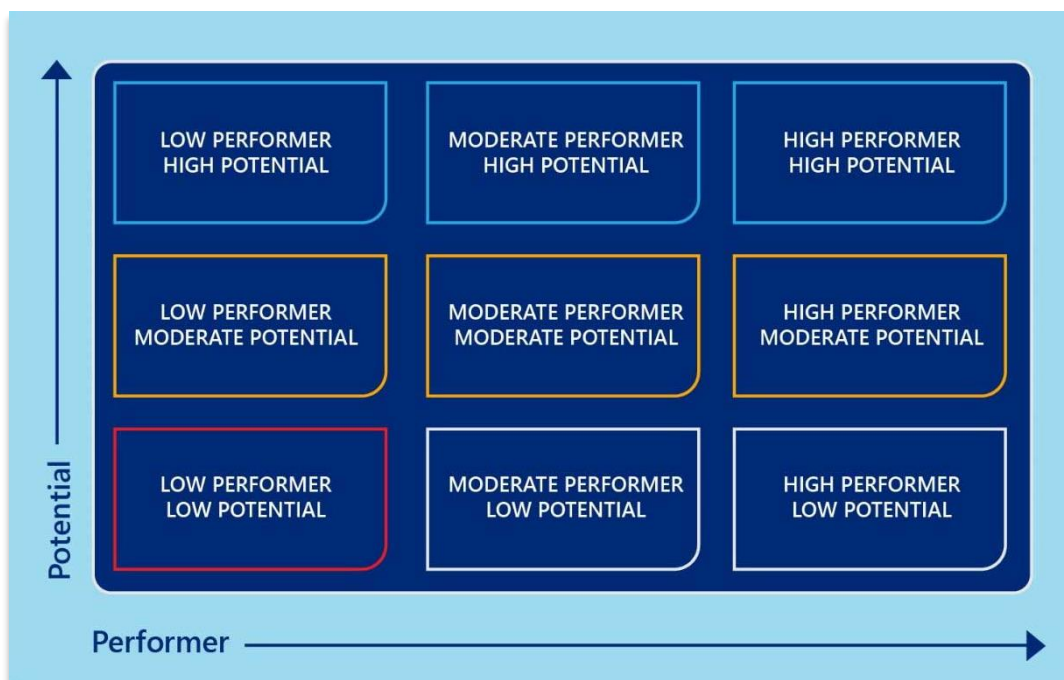 LOW PERFORMER
HIGH POTENTIAL
MODERATE PERFORMER
HIGH POTENTIAL
HIGH PERFORMER
HIGH POTENTIAL
LOW PERFORMER
MODERATE POTENTIAL
MODERATE PERFORMER
MODERATE POTENTIAL
HIGH PERFORMER
MODERATE POTENTIAL
LOW PERFORMER
LOW POTENTIAL
MODERATE PERFORMER
LOW POTENTIAL
HIGH PERFORMER
LOW POTENTIAL
Potential
Performer